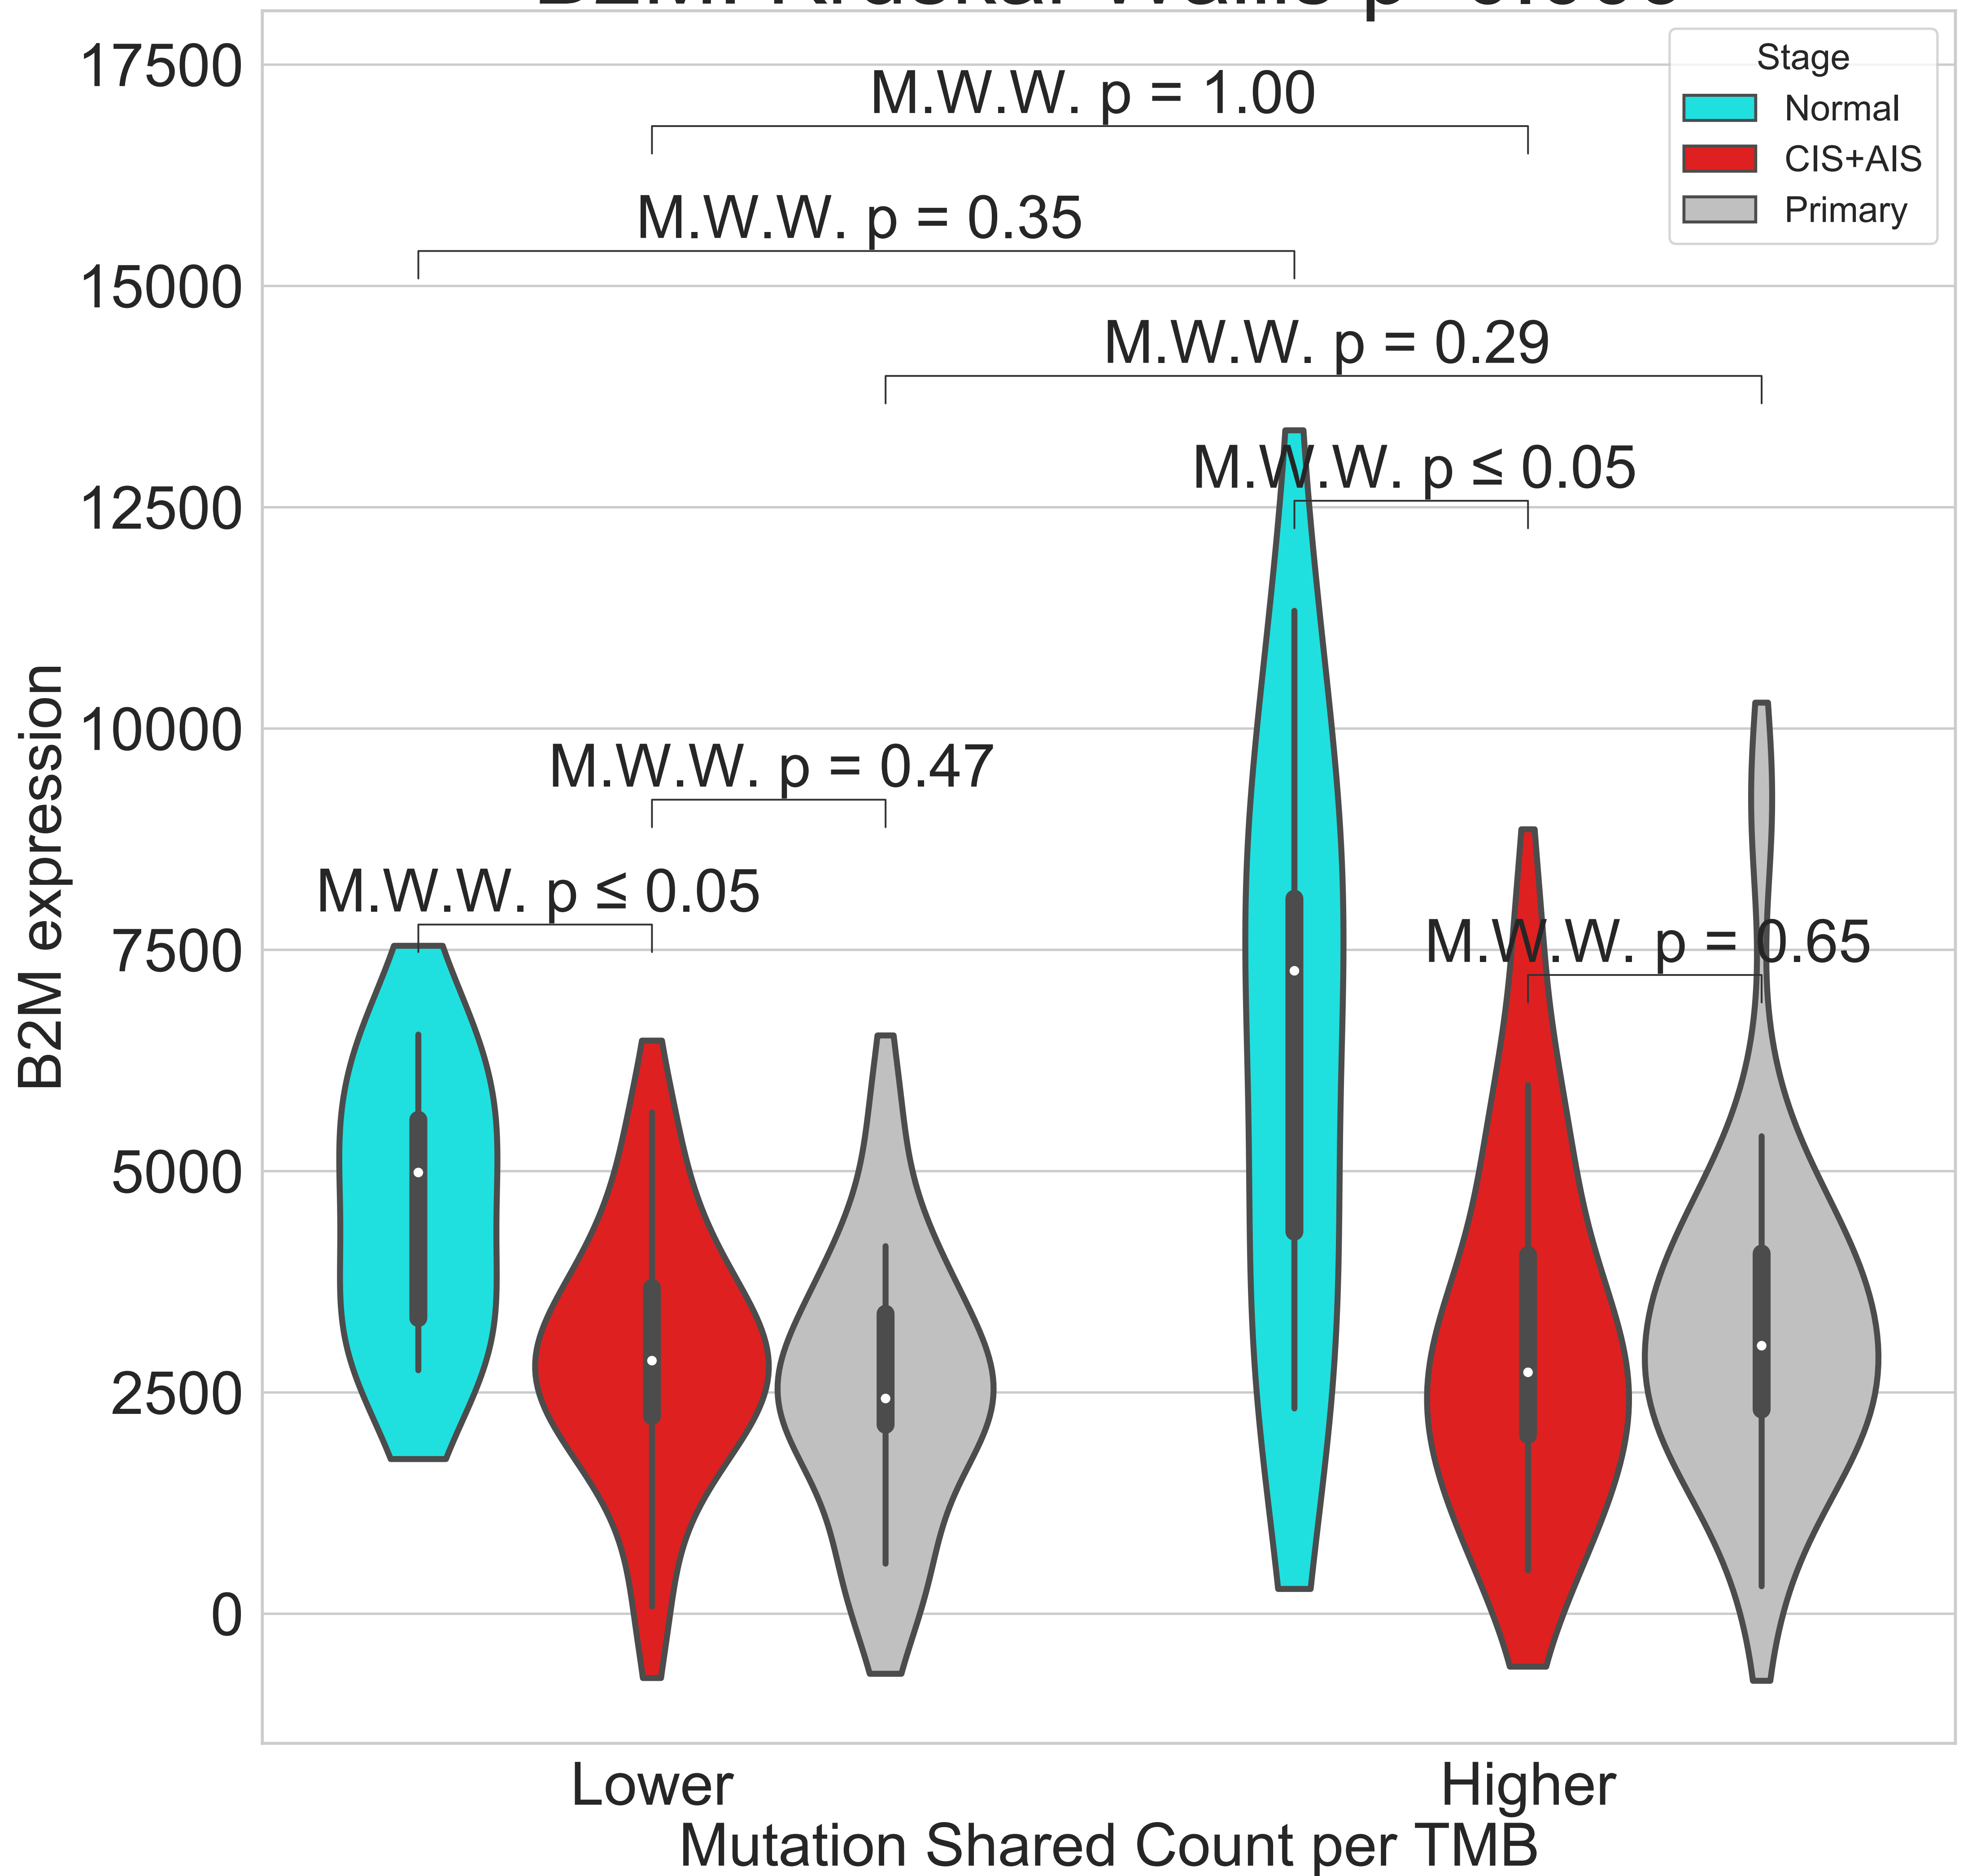 17500
15000
12500
10000
7500
5000
2500
0
B2M expression
Stage
Normal
CIS+AIS
Primary
M.W.W. p = 1.00
M.W.W. p = 0.35
M.W.W. p = 0.29
M.W.W. p ≤ 0.05
M.W.W. p = 0.47
M.W.W. p ≤ 0.05
M.W.W. p = 0.65
Lower
Higher
Mutation Shared Count per TMB